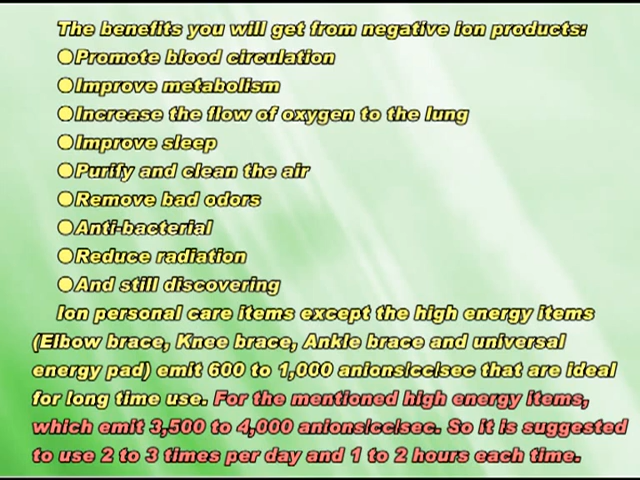 The benefits you will get from negative ion products:
●Promote blood circulation
●Improve metabolism
●Increase the flow of oxygen to the lung
●Improve sleep
●Purify and clean the air
●Remove bad odors
●Anti-bacterial
●Reduce radiation
●And still discovering
Ion personal care items except the high energy items
(Elbow brace, Knee brace, Ankle brace and universal
energy pad) emit 600 to 1,000 anions/cc/sec that are ideal
for long time use. For the mentioned high energy items,
which emit 3,500 to 4,000 anions/cc/sec. So it is suggested
to use 2 to 3 times per day and 1 to 2 hours each time.